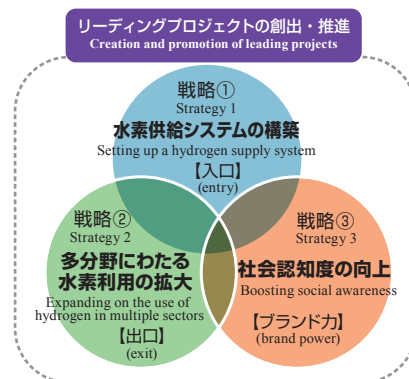 リーディングプロジェクトの創出・推進
Creation and promotion of leading projects
戦略①
Strategy 1
水素供給システムの構築
Setting up a hydrogen supply system
【入口】
(entry)
戦略②
Strategy 2
多分野にわたる
水素利用の拡大
Expanding on the use of
hydrogen in multiple sectors
【出口】
(exit)
戦略③
Strategy 3
社会認知度の向上
Boosting social awareness
【ブランド力】
(brand power)